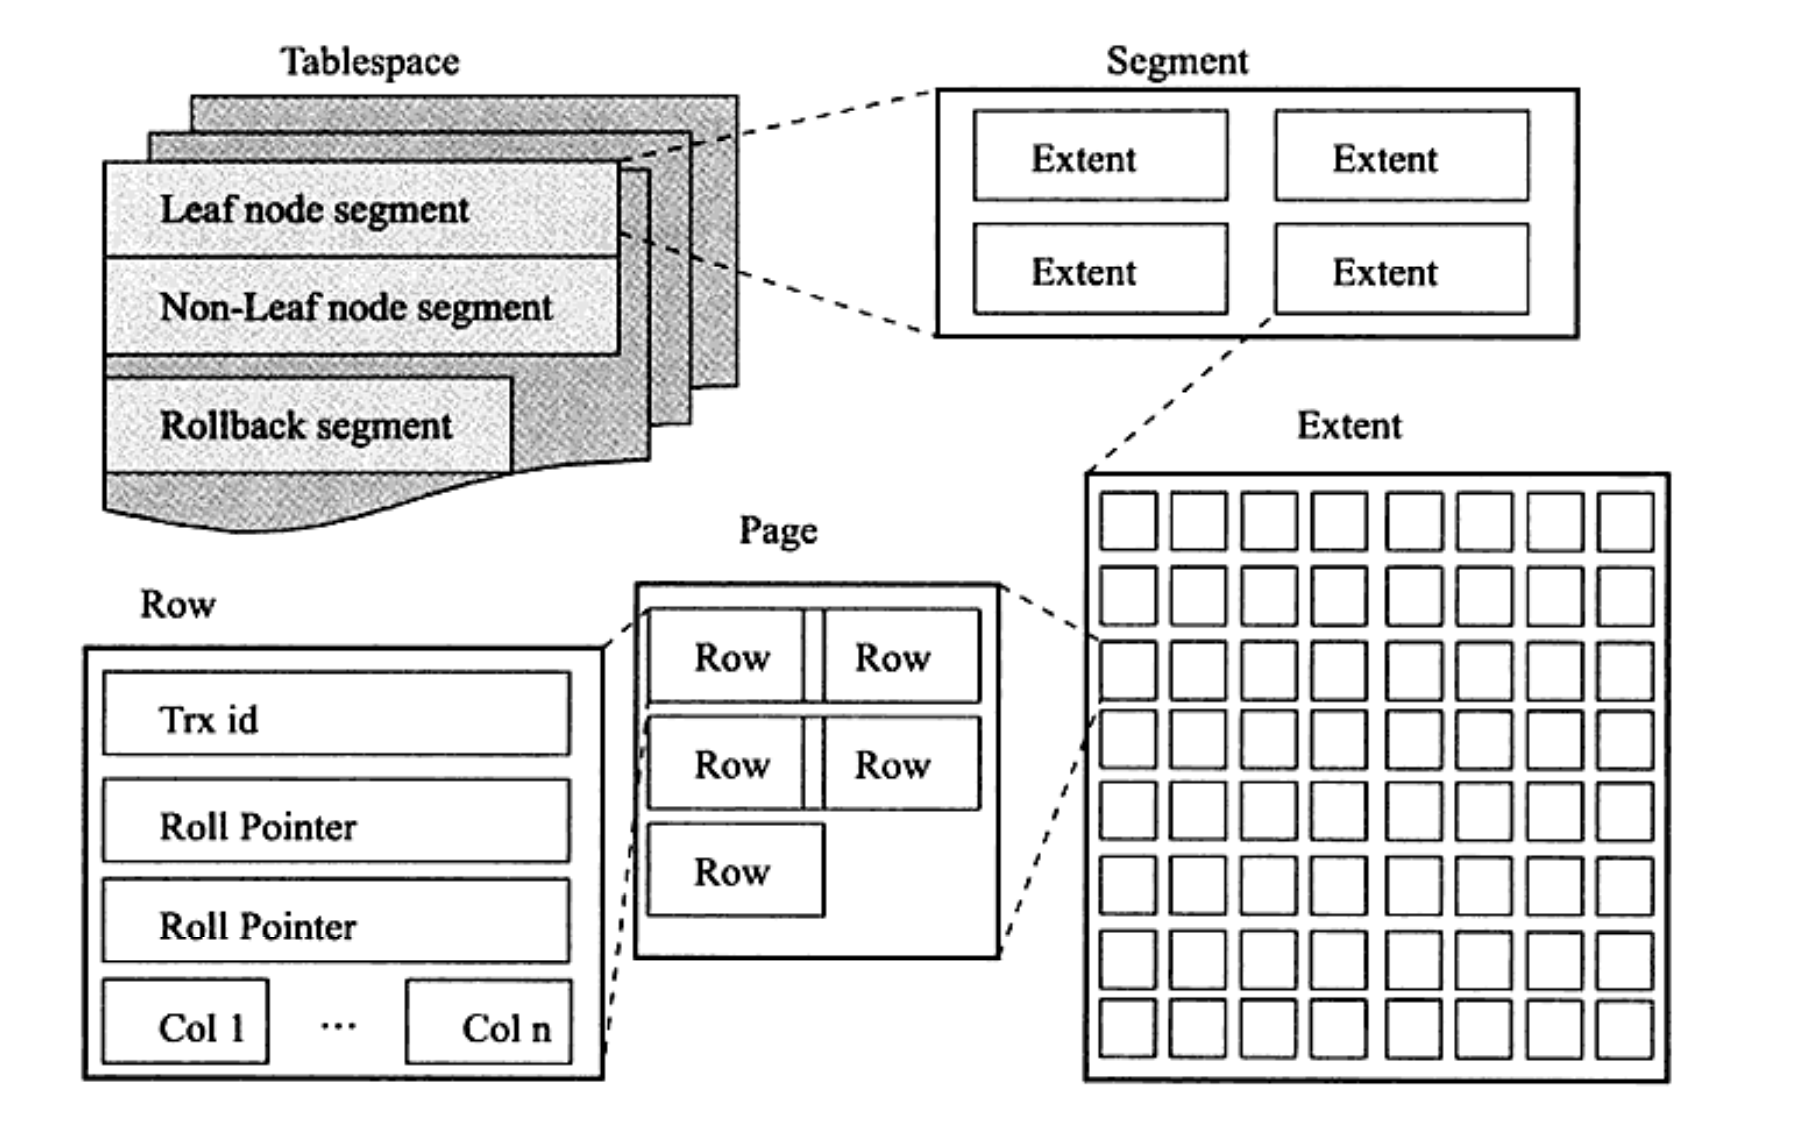 Tablespace
Leaf node segment
Non-Leaf node segment
Rollback segment
Segment
Extent
Extent
Extent
Extent
Extent
Page
Row
Row
Row
Row
Row
Row
Trx id
Roll Pointer
Roll Pointer
Col 1
...
Col n